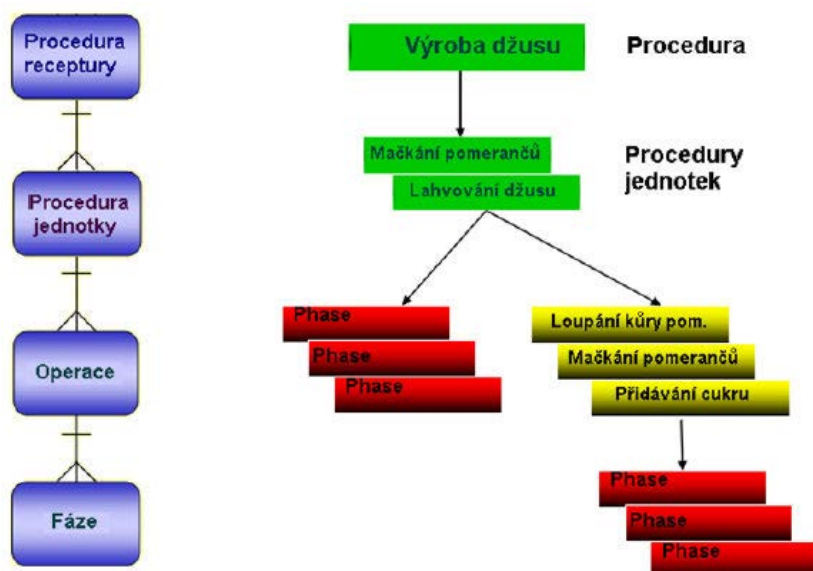 Procedura
receptury
Procedura
jednotky
Operace
Fáze
Výroba džusu
Procedura
Mačkání pomerančů
Lahvování džusu
Procedury
jednotek
Phase
Phase
Phase
Loupání kůry pom.
Mačkání pomerančů
Přidávání cukru
Phase
Phase
Phase